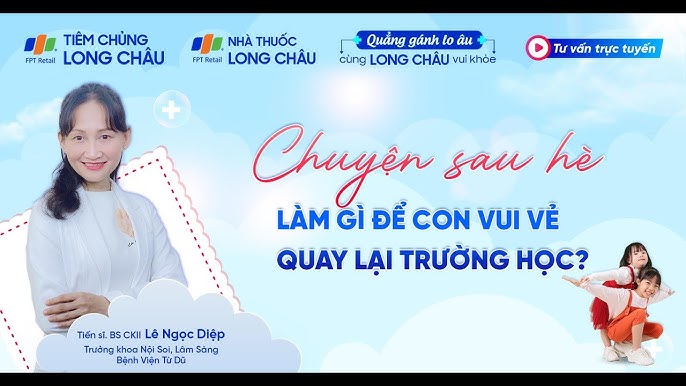 FPT Retail
TIÊM CHỦNG
LONG CHÂU
FPT Retail
NHÀ THUỐC
LONG CHÂU
Quẳng gánh lo âu
cùng LONG CHÂU vui khỏe
Tư vấn trực tuyến
Chuyện sau hè
LÀM GÌ ĐỂ CON VUI VẺ
QUAY LẠI TRƯỜNG HỌC?
Tiến sĩ. BS CKII Lê Ngọc Diệp
Trưởng khoa Nội Soi, Lâm Sàng
Bệnh Viện Từ Dũ